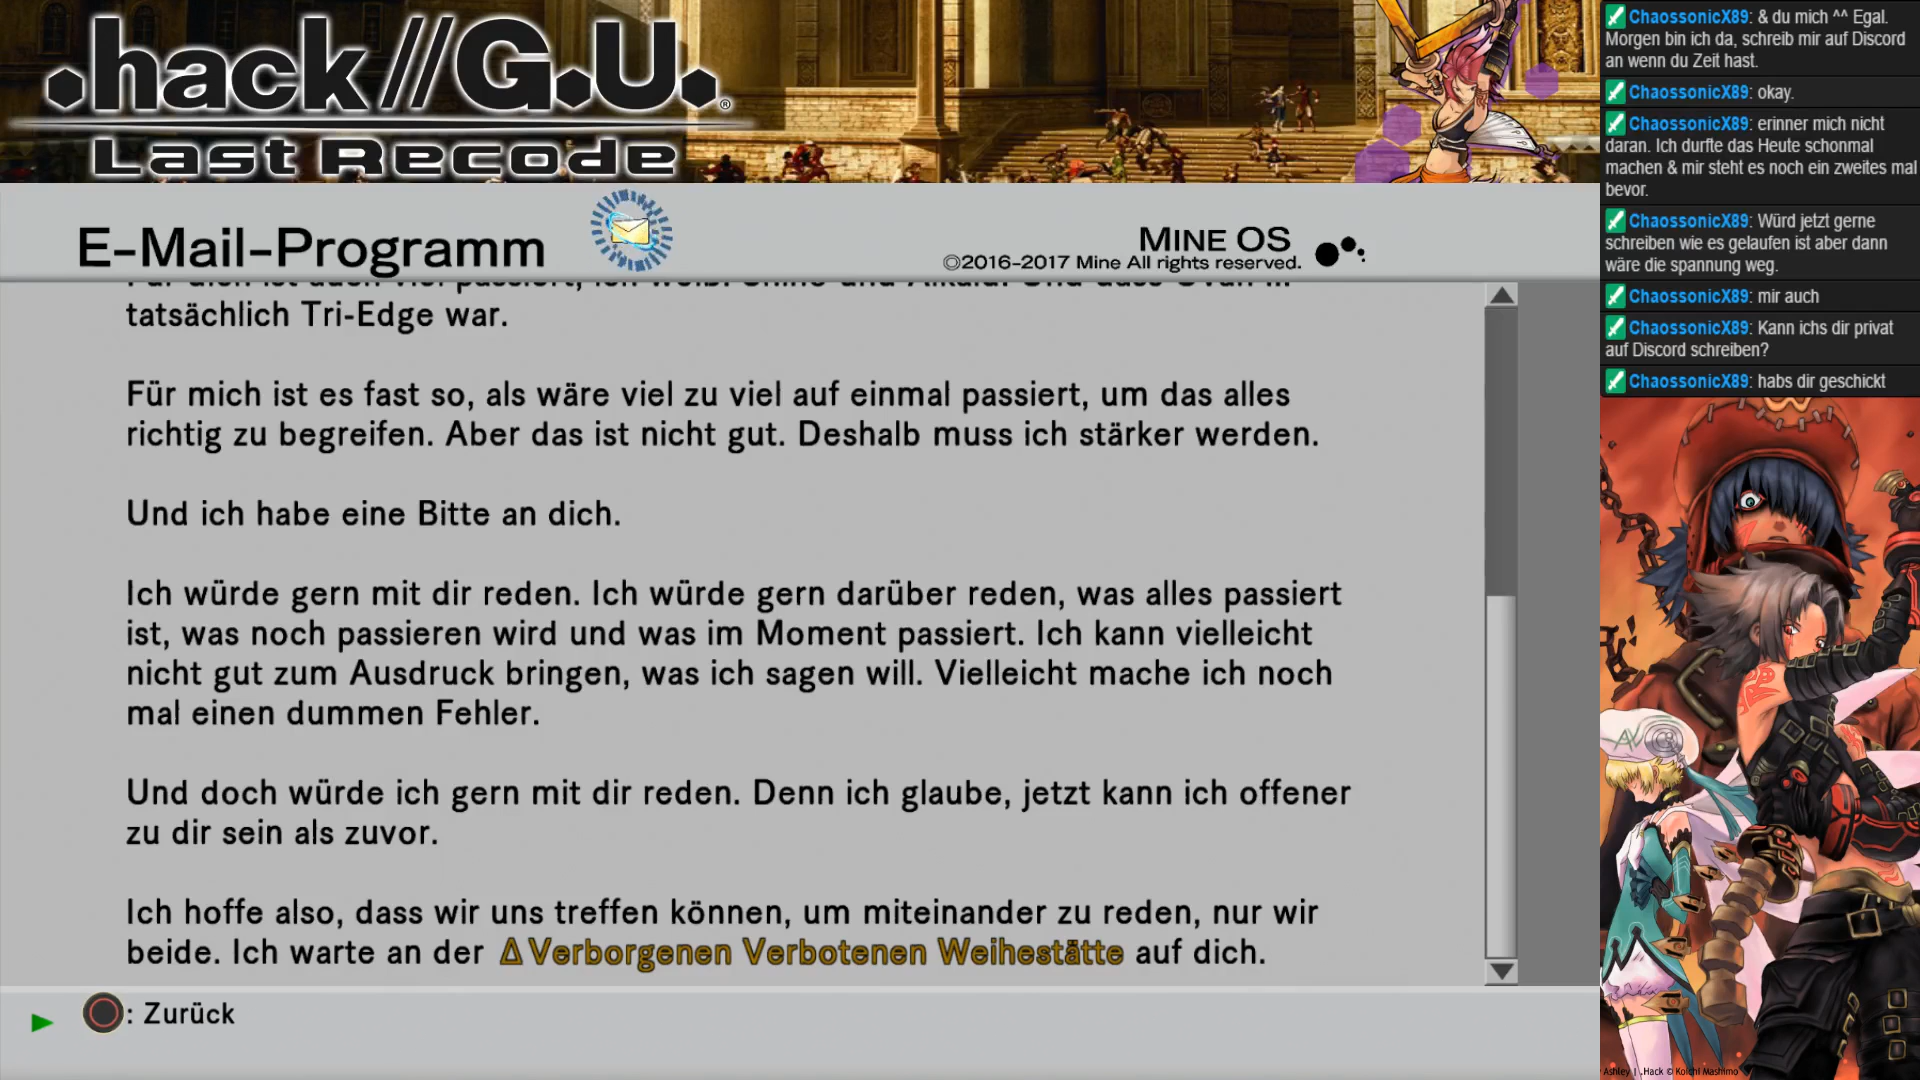 .hack//G.U.®
Last Recode
E-Mail-Programm
MINE OS
©2016-2017 Mine All rights reserved.
tatsächlich Tri-Edge war.
Für mich ist es fast so, als wäre viel zu viel auf einmal passiert, um das alles
richtig zu begreifen. Aber das ist nicht gut. Deshalb muss ich stärker werden.
Und ich habe eine Bitte an dich.
Ich würde gern mit dir reden. Ich würde gern darüber reden, was alles passiert
ist, was noch passieren wird und was im Moment passiert. Ich kann vielleicht
nicht gut zum Ausdruck bringen, was ich sagen will. Vielleicht mache ich noch
mal einen dummen Fehler.
Und doch würde ich gern mit dir reden. Denn ich glaube, jetzt kann ich offener
zu dir sein als zuvor.
Ich hoffe also, dass wir uns treffen können, um miteinander zu reden, nur wir
beide. Ich warte an der Δ Verborgenen Verbotenen Weihestätte auf dich.
: Zurück
ChaossonicX89: & du mich ^^ Egal.
Morgen bin ich da, schreib mir auf Discord
an wenn du Zeit hast.
ChaossonicX89: okay.
ChaossonicX89: erinner mich nicht
daran. Ich durfte das Heute schonmal
machen & mir steht es noch ein zweites mal
bevor.
ChaossonicX89: Würd jetzt gerne
schreiben wie es gelaufen ist aber dann
wäre die spannung weg.
ChaossonicX89: mir auch
ChaossonicX89: Kann ichs dir privat
auf Discord schreiben?
ChaossonicX89: habs dir geschickt
Ashley | .Hack © Koichi Mashimo